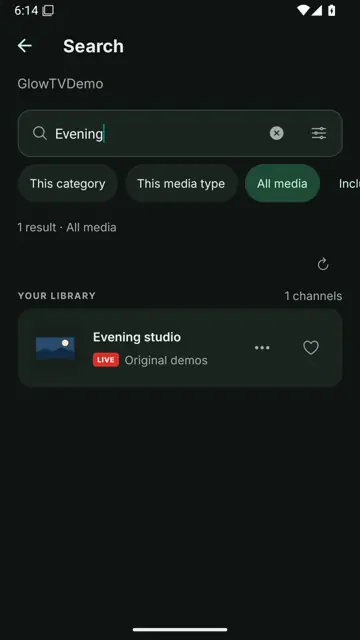 6:14
Search
GlowTVDemo
Evening
This category
This media type
All media
Incl
1 result · All media
YOUR LIBRARY
1 channels
Evening studio
LIVE
Original demos